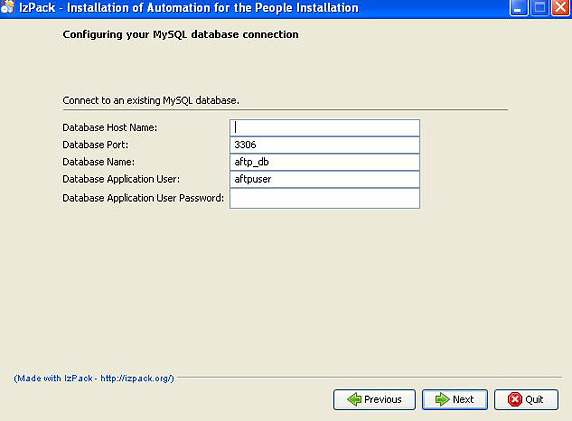 IzPack - Installation of Automation for the People Installation
Configuring your MySQL database connection
Connect to an existing MySQL database.
Database Host Name:
Database Port: 3306
Database Name: aftp_db
Database Application User: aftpuser
Database Application User Password:
(Made with IzPack - http://izpack.org/)
Previous Next Quit